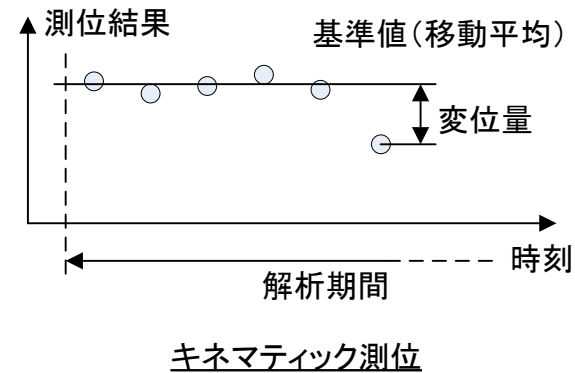 測位結果
基準値(移動平均)
変位量
時刻
解析期間
キネマティック測位